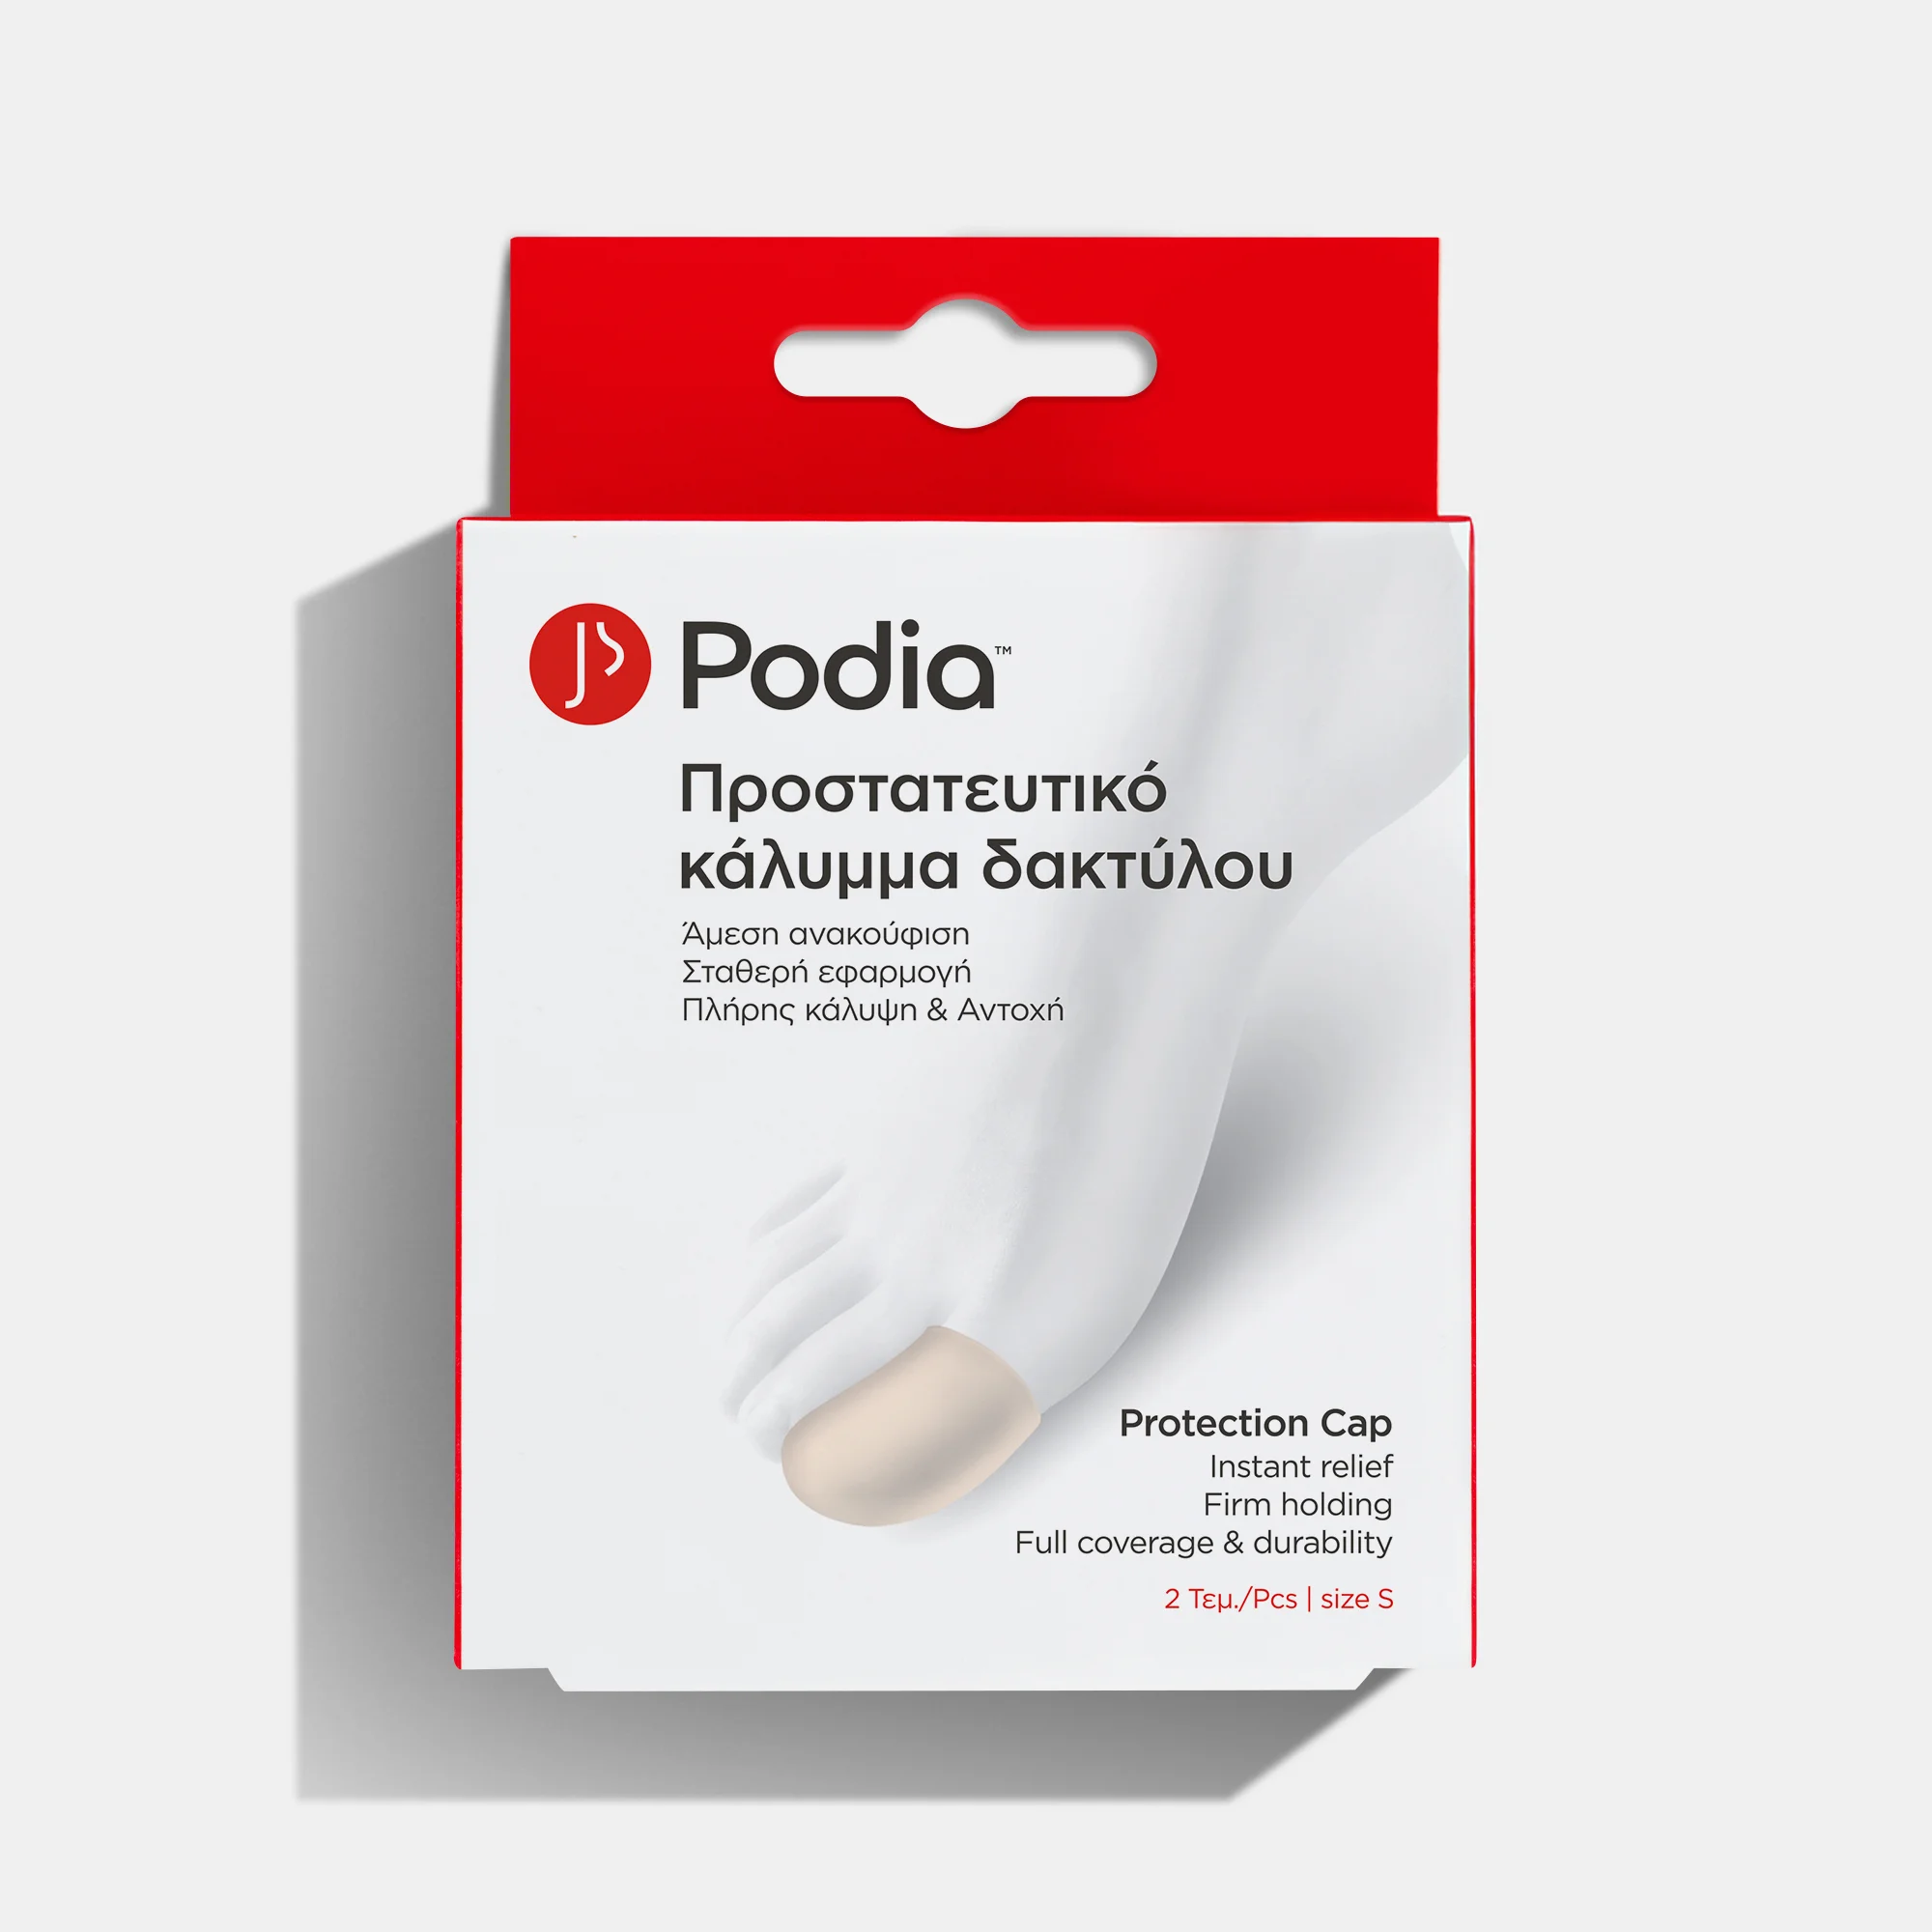 Podia™
Προστατευτικό
κάλυμμα δακτύλου
Άμεση ανακούφιση
Σταθερή εφαρμογή
Πλήρης κάλυψη & Αντοχή
Protection Cap
Instant relief
Firm holding
Full coverage & durability
2 Τεμ./Pcs | size S